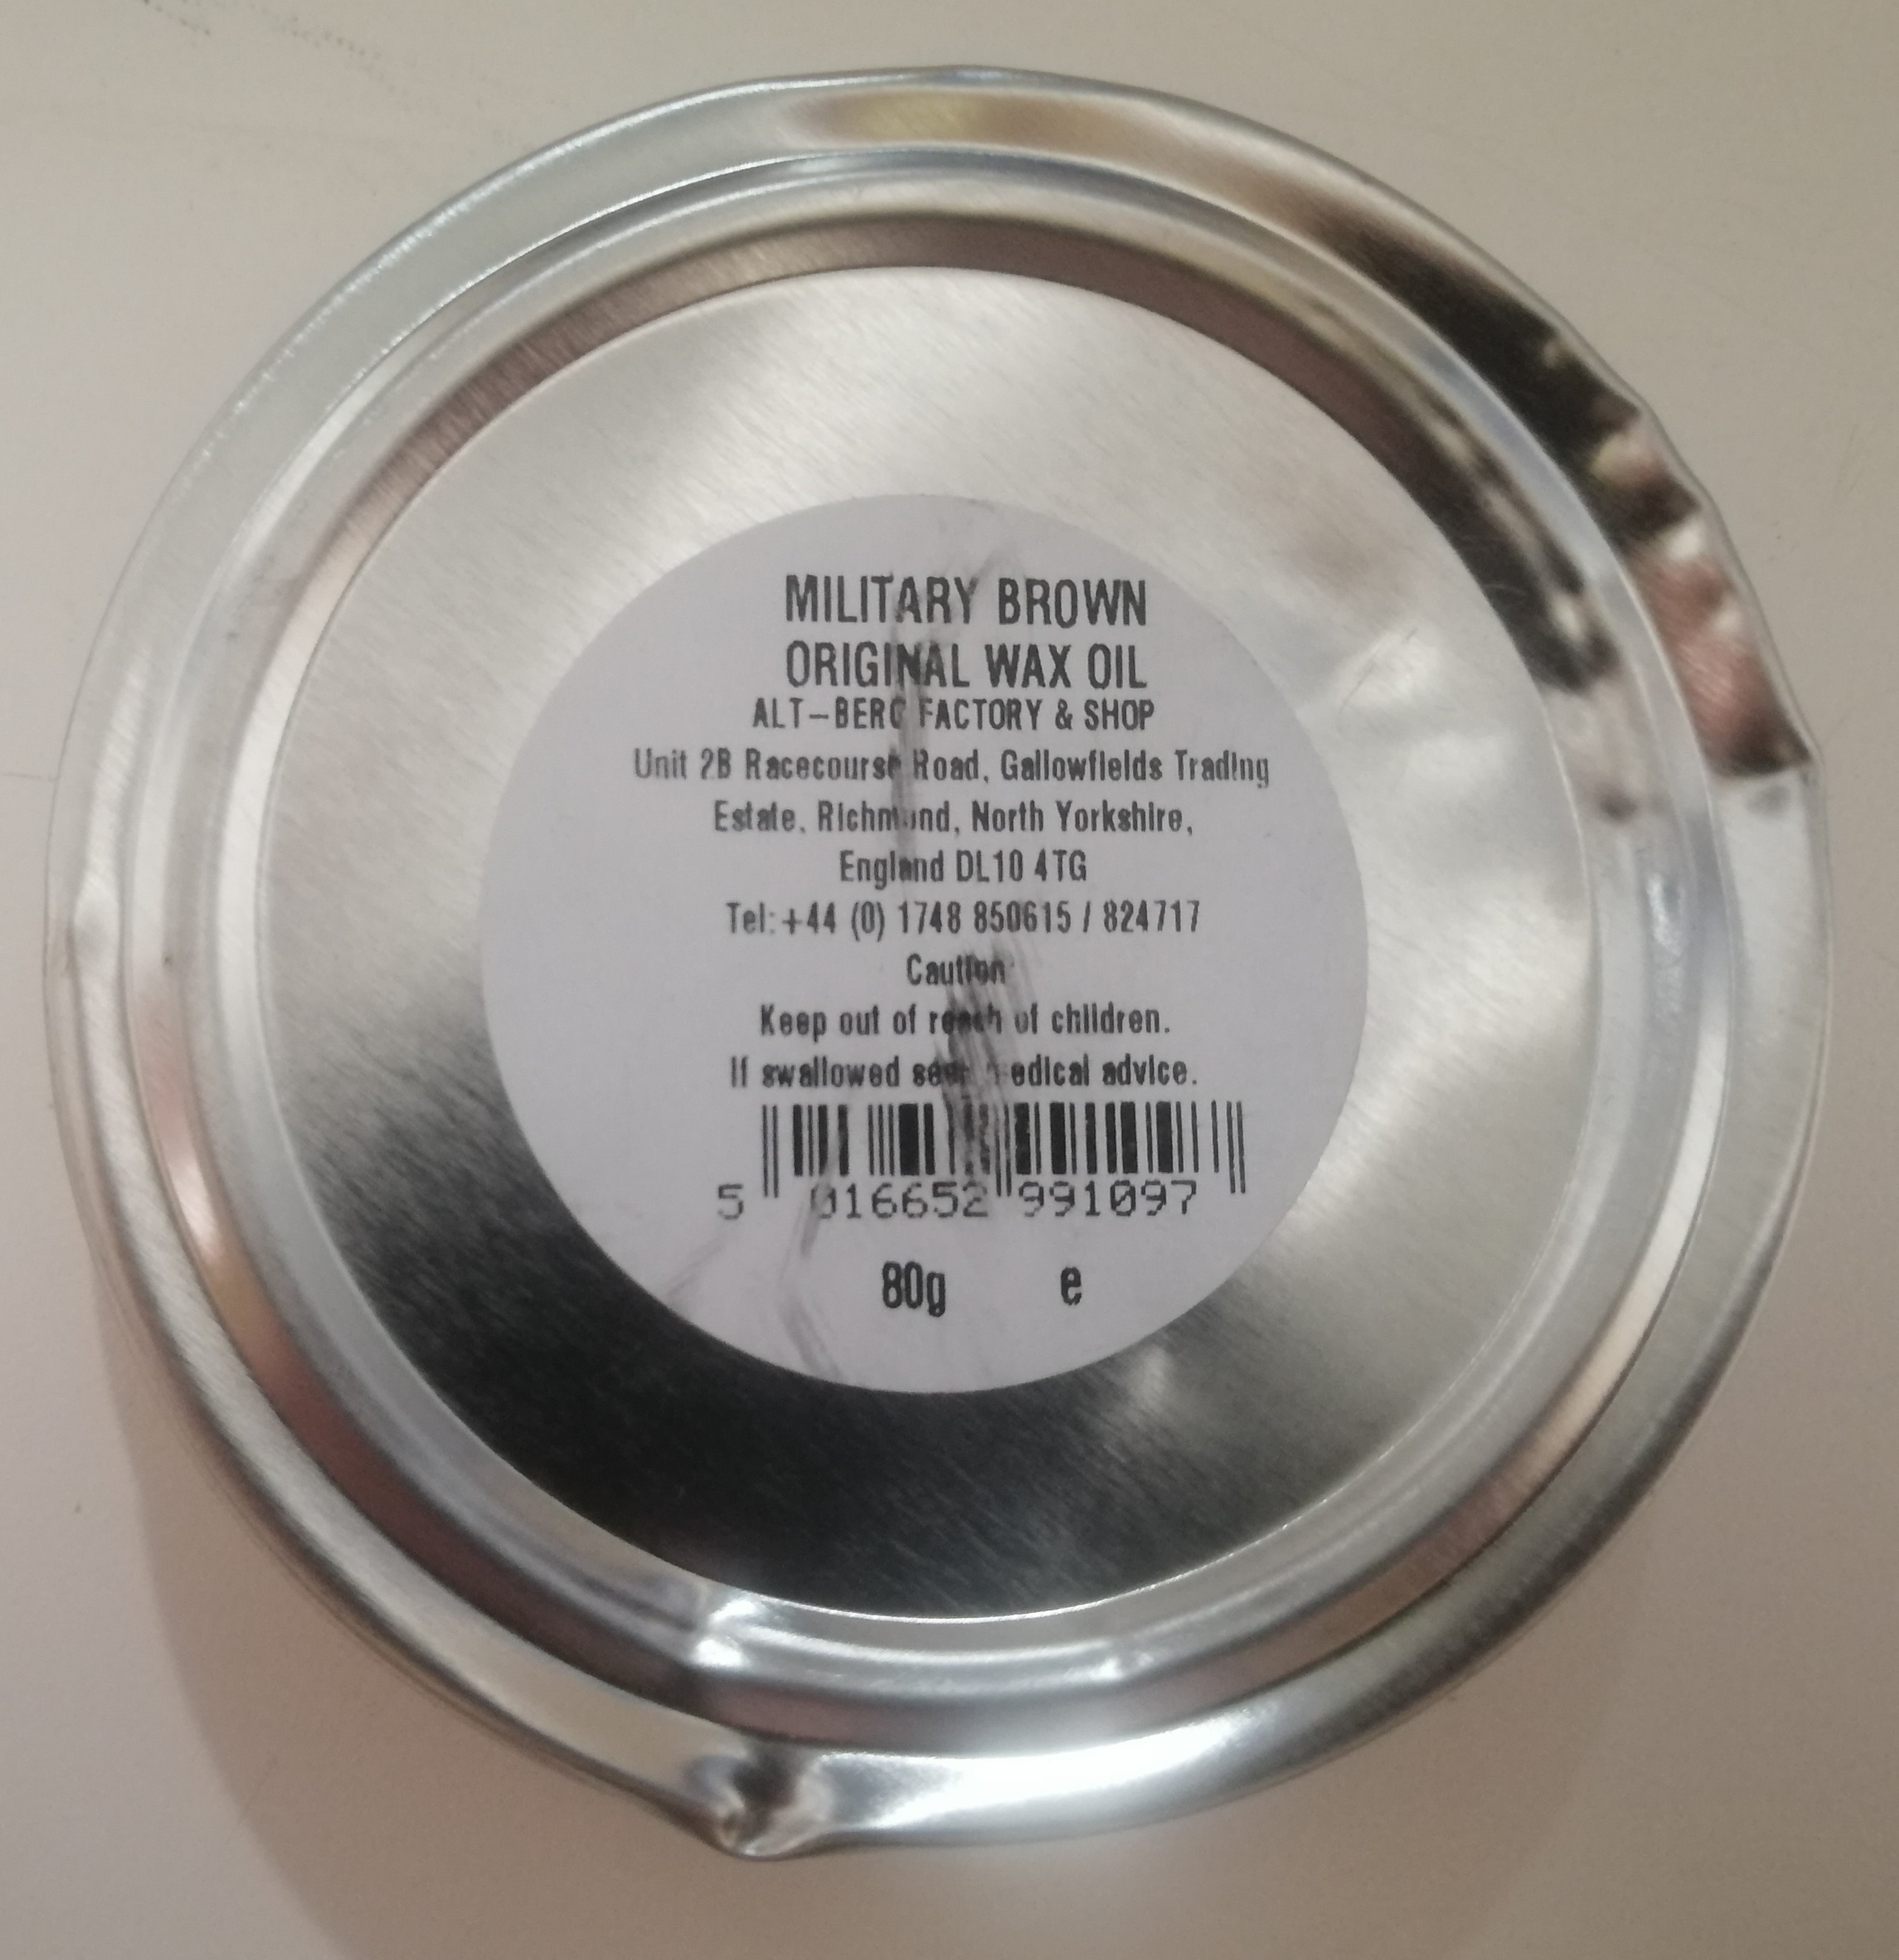 MILITARY BROWN
ORIGINAL WAX OIL
ALT-BERG FACTORY & SHOP
Unit 2B Racecourse Road, Gallowfields Trading
Estate, Richmond, North Yorkshire,
England DL10 4TG
Tel: +44 (0) 1748 850615 / 824717
Caution
Keep out of reach of children.
If swallowed seek medical advice.
5 016652 991097
80g e